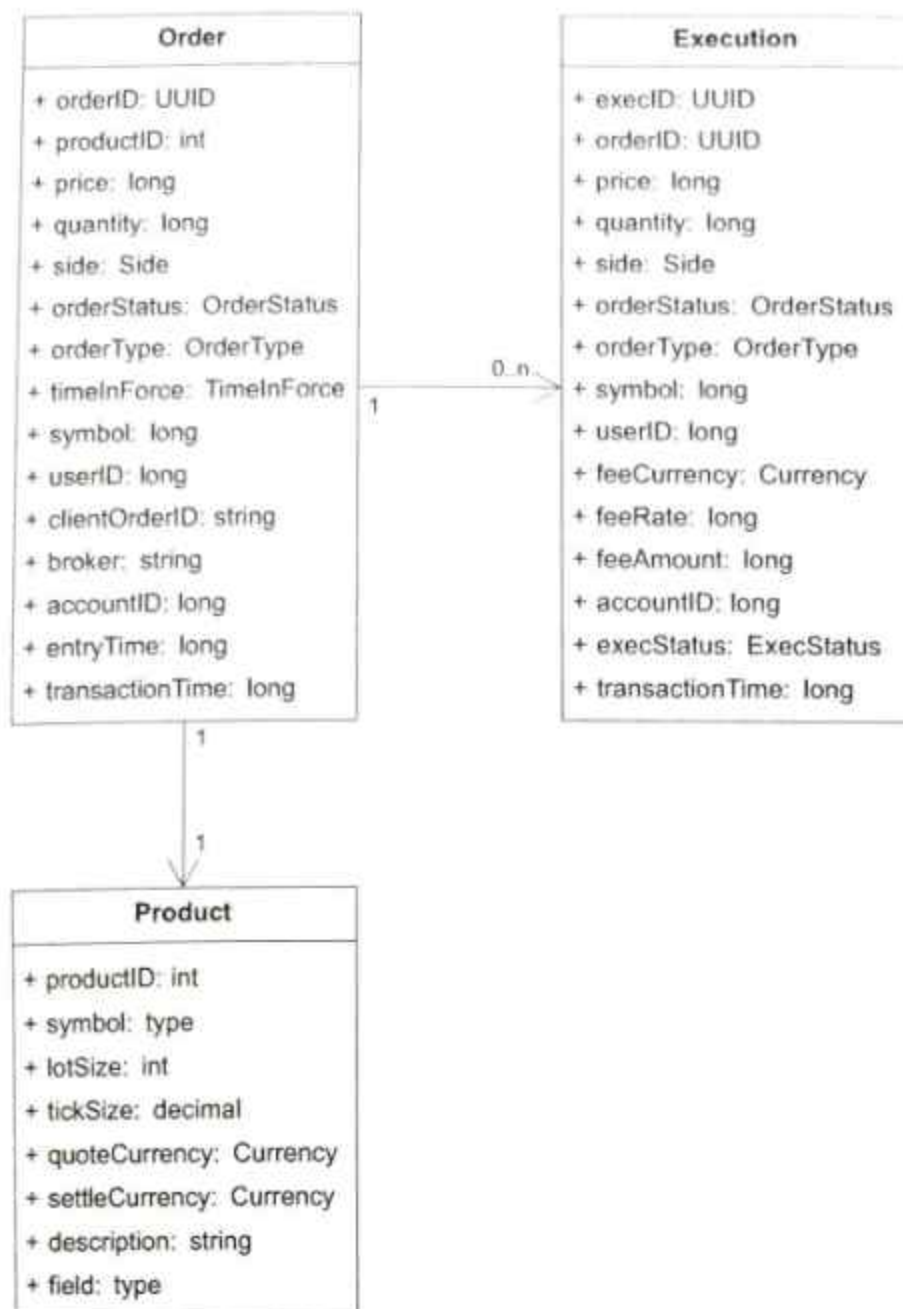 Order
+ orderID: UUID
+ productID: int
+ price: long
+ quantity: long
+ side: Side
+ orderStatus: OrderStatus
+ orderType: OrderType
+ timeInForce: TimeInForce
+ symbol: long
+ userID: long
+ clientOrderID: string
+ broker: string
+ accountID: long
+ entryTime: long
+ transactionTime: long
1
0..n
Execution
+ execID: UUID
+ orderID: UUID
+ price: long
+ quantity: long
+ side: Side
+ orderStatus: OrderStatus
+ orderType: OrderType
+ symbol: long
+ userID: long
+ feeCurrency: Currency
+ feeRate: long
+ feeAmount: long
+ accountID: long
+ execStatus: ExecStatus
+ transactionTime: long
1
1
Product
+ productID: int
+ symbol: type
+ lotSize: int
+ tickSize: decimal
+ quoteCurrency: Currency
+ settleCurrency: Currency
+ description: string
+ field: type